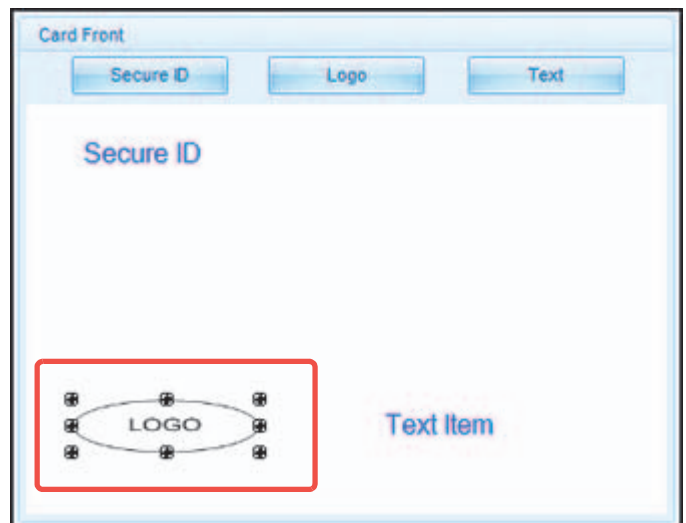 Card Front
Secure ID
Logo
Text
Secure ID
LOGO
Text Item